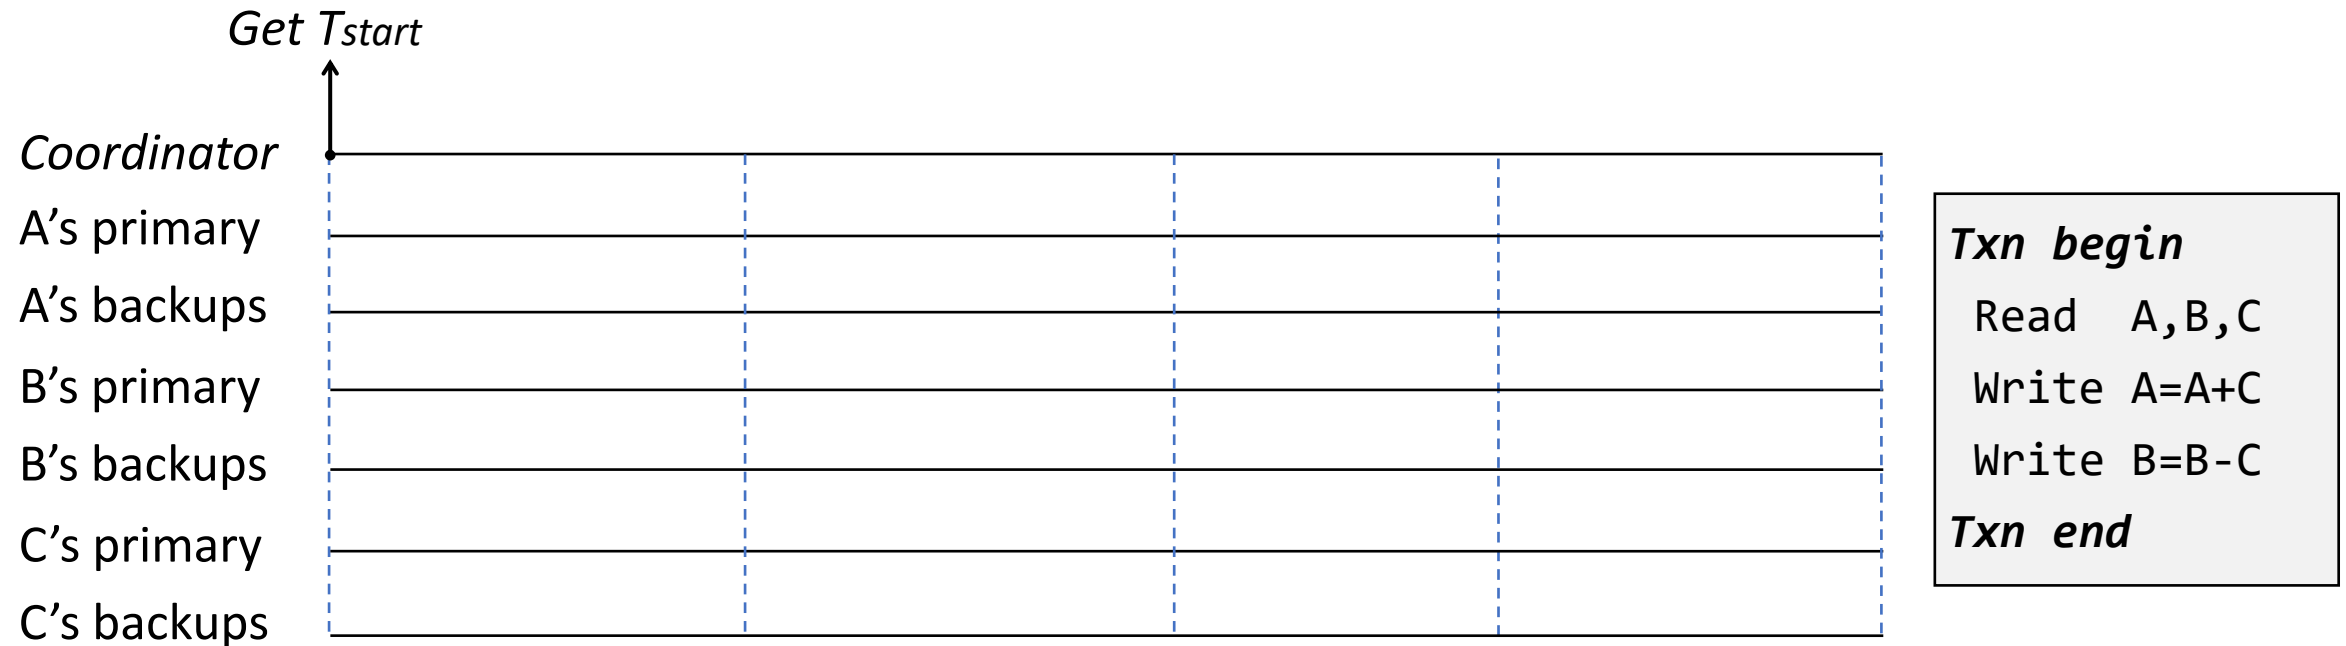 Get Tstart
Coordinator
A’s primary
A’s backups
B’s primary
B’s backups
C’s primary
C’s backups
Txn begin
Read A,B,C
Write A=A+C
Write B=B-C
Txn end